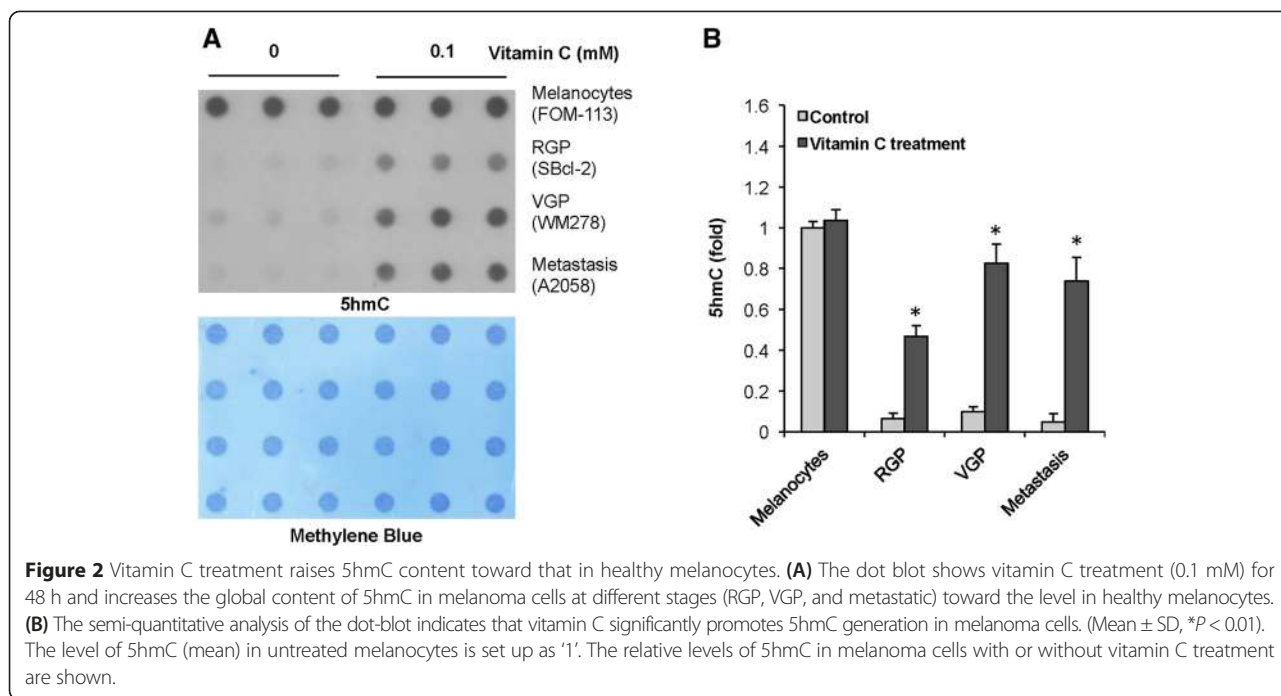 A
0 0.1 Vitamin C (mM)
Melanocytes
(FOM-113)
RGP
(SBcl-2)
VGP
(WM278)
Metastasis
(A2058)
5hmC
Methylene Blue
B
1.6
1.4
1.2
1
0.8
0.6
0.4
0.2
0
5hmC (fold)
Control
Vitamin C treatment
*
*
*
Melanocytes
RGP
VGP
Metastasis
Figure 2 Vitamin C treatment raises 5hmC content toward that in healthy melanocytes. (A) The dot blot shows vitamin C treatment (0.1 mM) for
48 h and increases the global content of 5hmC in melanoma cells at different stages (RGP, VGP, and metastatic) toward the level in healthy melanocytes.
(B) The semi-quantitative analysis of the dot-blot indicates that vitamin C significantly promotes 5hmC generation in melanoma cells. (Mean ± SD, *P < 0.01).
The level of 5hmC (mean) in untreated melanocytes is set up as ‘1’. The relative levels of 5hmC in melanoma cells with or without vitamin C treatment
are shown.